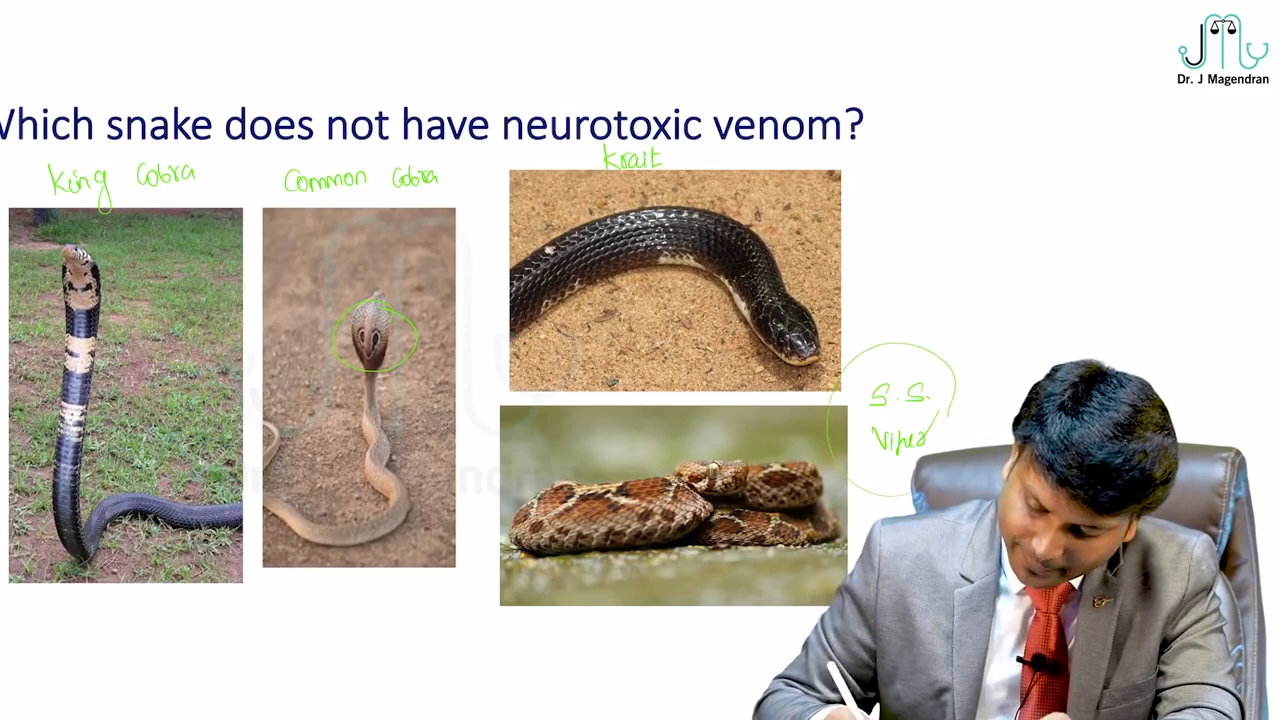 Dr. J Magendran
Which snake does not have neurotoxic venom?
King Cobra
Common Cobra
Krait
S.S.
Viper